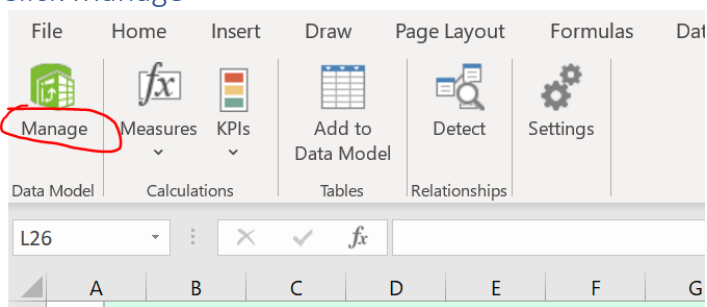 File Home Insert Draw Page Layout Formulas
Manage Measures KPIs Add to Data Model Detect Settings
Data Model Calculations Tables Relationships
L26 fx
A B C D E F G